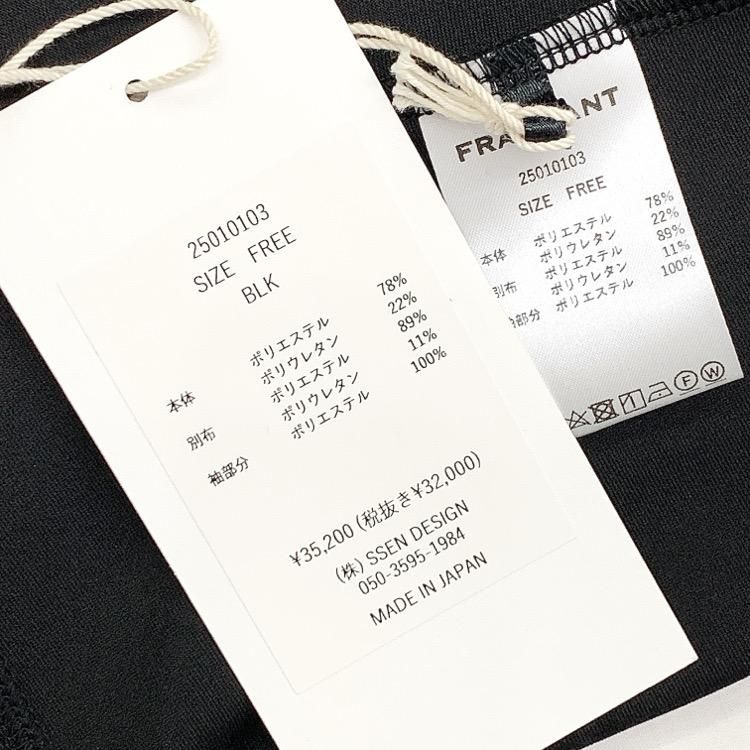 25010103
SIZE FREE
BLK
本体 ポリエステル 78%
ポリウレタン 22%
別布 ポリエステル 89%
ポリウレタン 11%
袖部分 ポリエステル 100%
¥35,200 (税抜き¥32,000)
(株) SSEN DESIGN
050-3595-1984
MADE IN JAPAN
25010103
SIZE FREE
本体 ポリエステル 78%
ポリウレタン 22%
別布 ポリエステル 89%
ポリウレタン 11%
袖部分 ポリエステル 100%
F W